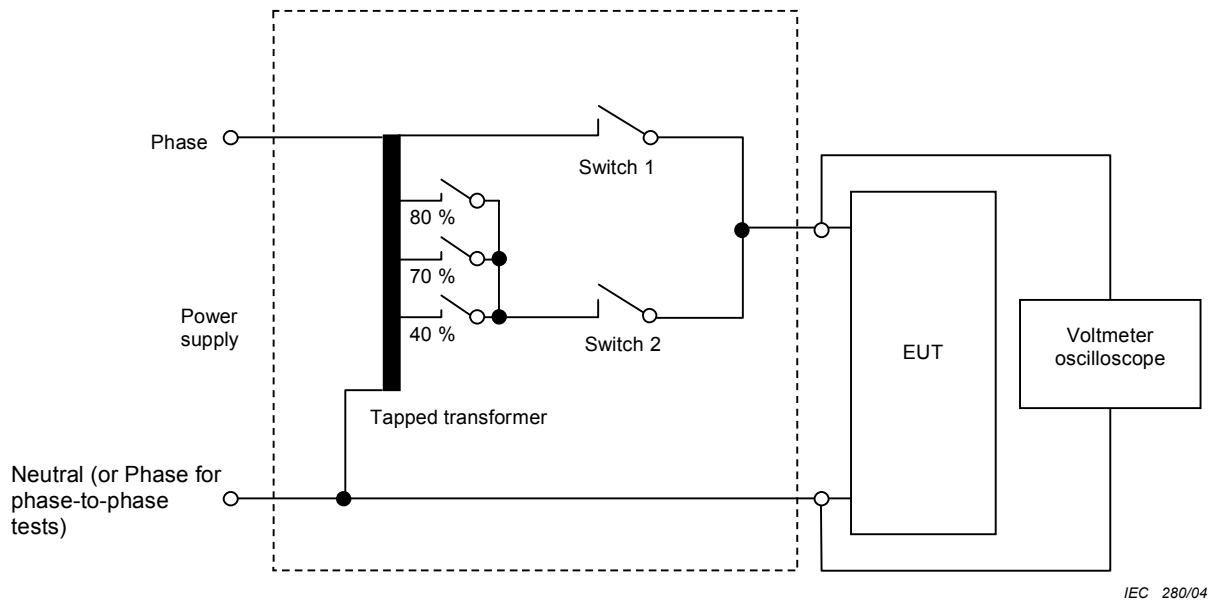 Phase
Switch 1
80 %
70 %
40 %
Power
supply
Switch 2
EUT
Voltmeter
oscilloscope
Tapped transformer
Neutral (or Phase for
phase-to-phase
tests)
IEC 280/04